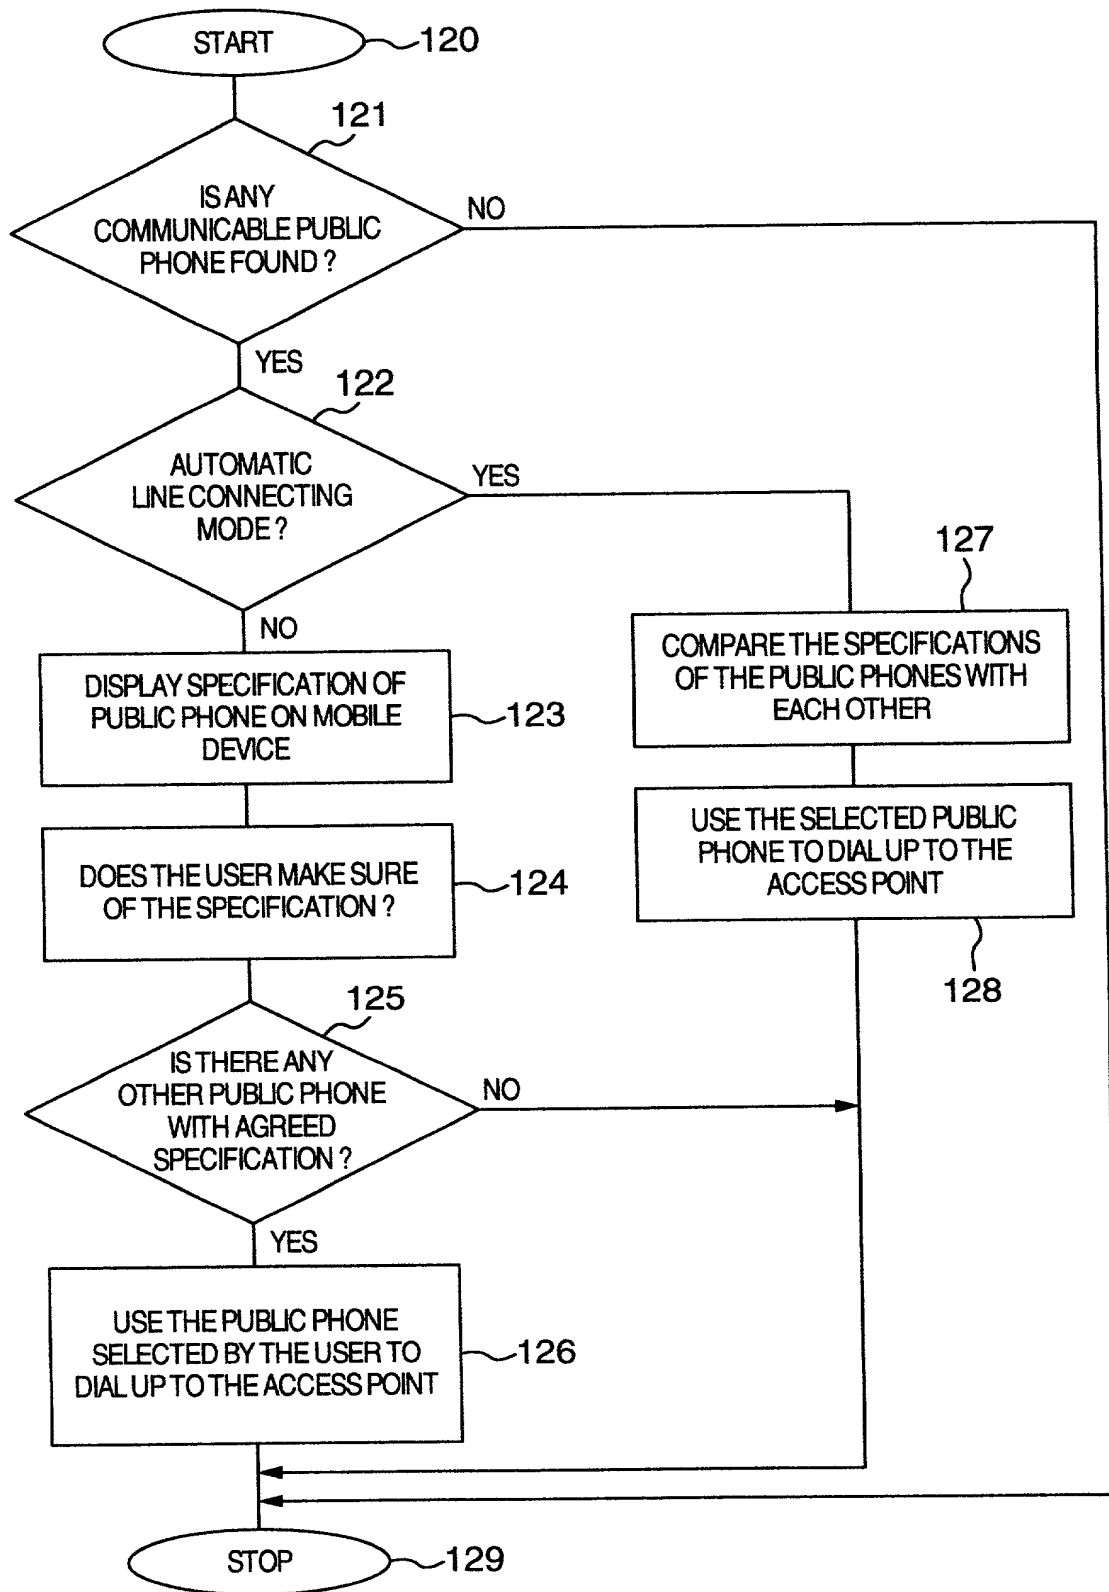 START
120
121
IS ANY
COMMUNICABLE PUBLIC
PHONE FOUND ?
NO
YES
122
AUTOMATIC
LINE CONNECTING
MODE ?
YES
NO
127
COMPARE THE SPECIFICATIONS
OF THE PUBLIC PHONES WITH
EACH OTHER
DISPLAY SPECIFICATION OF
PUBLIC PHONE ON MOBILE
DEVICE
123
USE THE SELECTED PUBLIC
PHONE TO DIAL UP TO THE
ACCESS POINT
128
DOES THE USER MAKE SURE
OF THE SPECIFICATION ?
124
125
IS THERE ANY
OTHER PUBLIC PHONE
WITH AGREED
SPECIFICATION ?
NO
YES
USE THE PUBLIC PHONE
SELECTED BY THE USER TO
DIAL UP TO THE ACCESS POINT
126
STOP
129